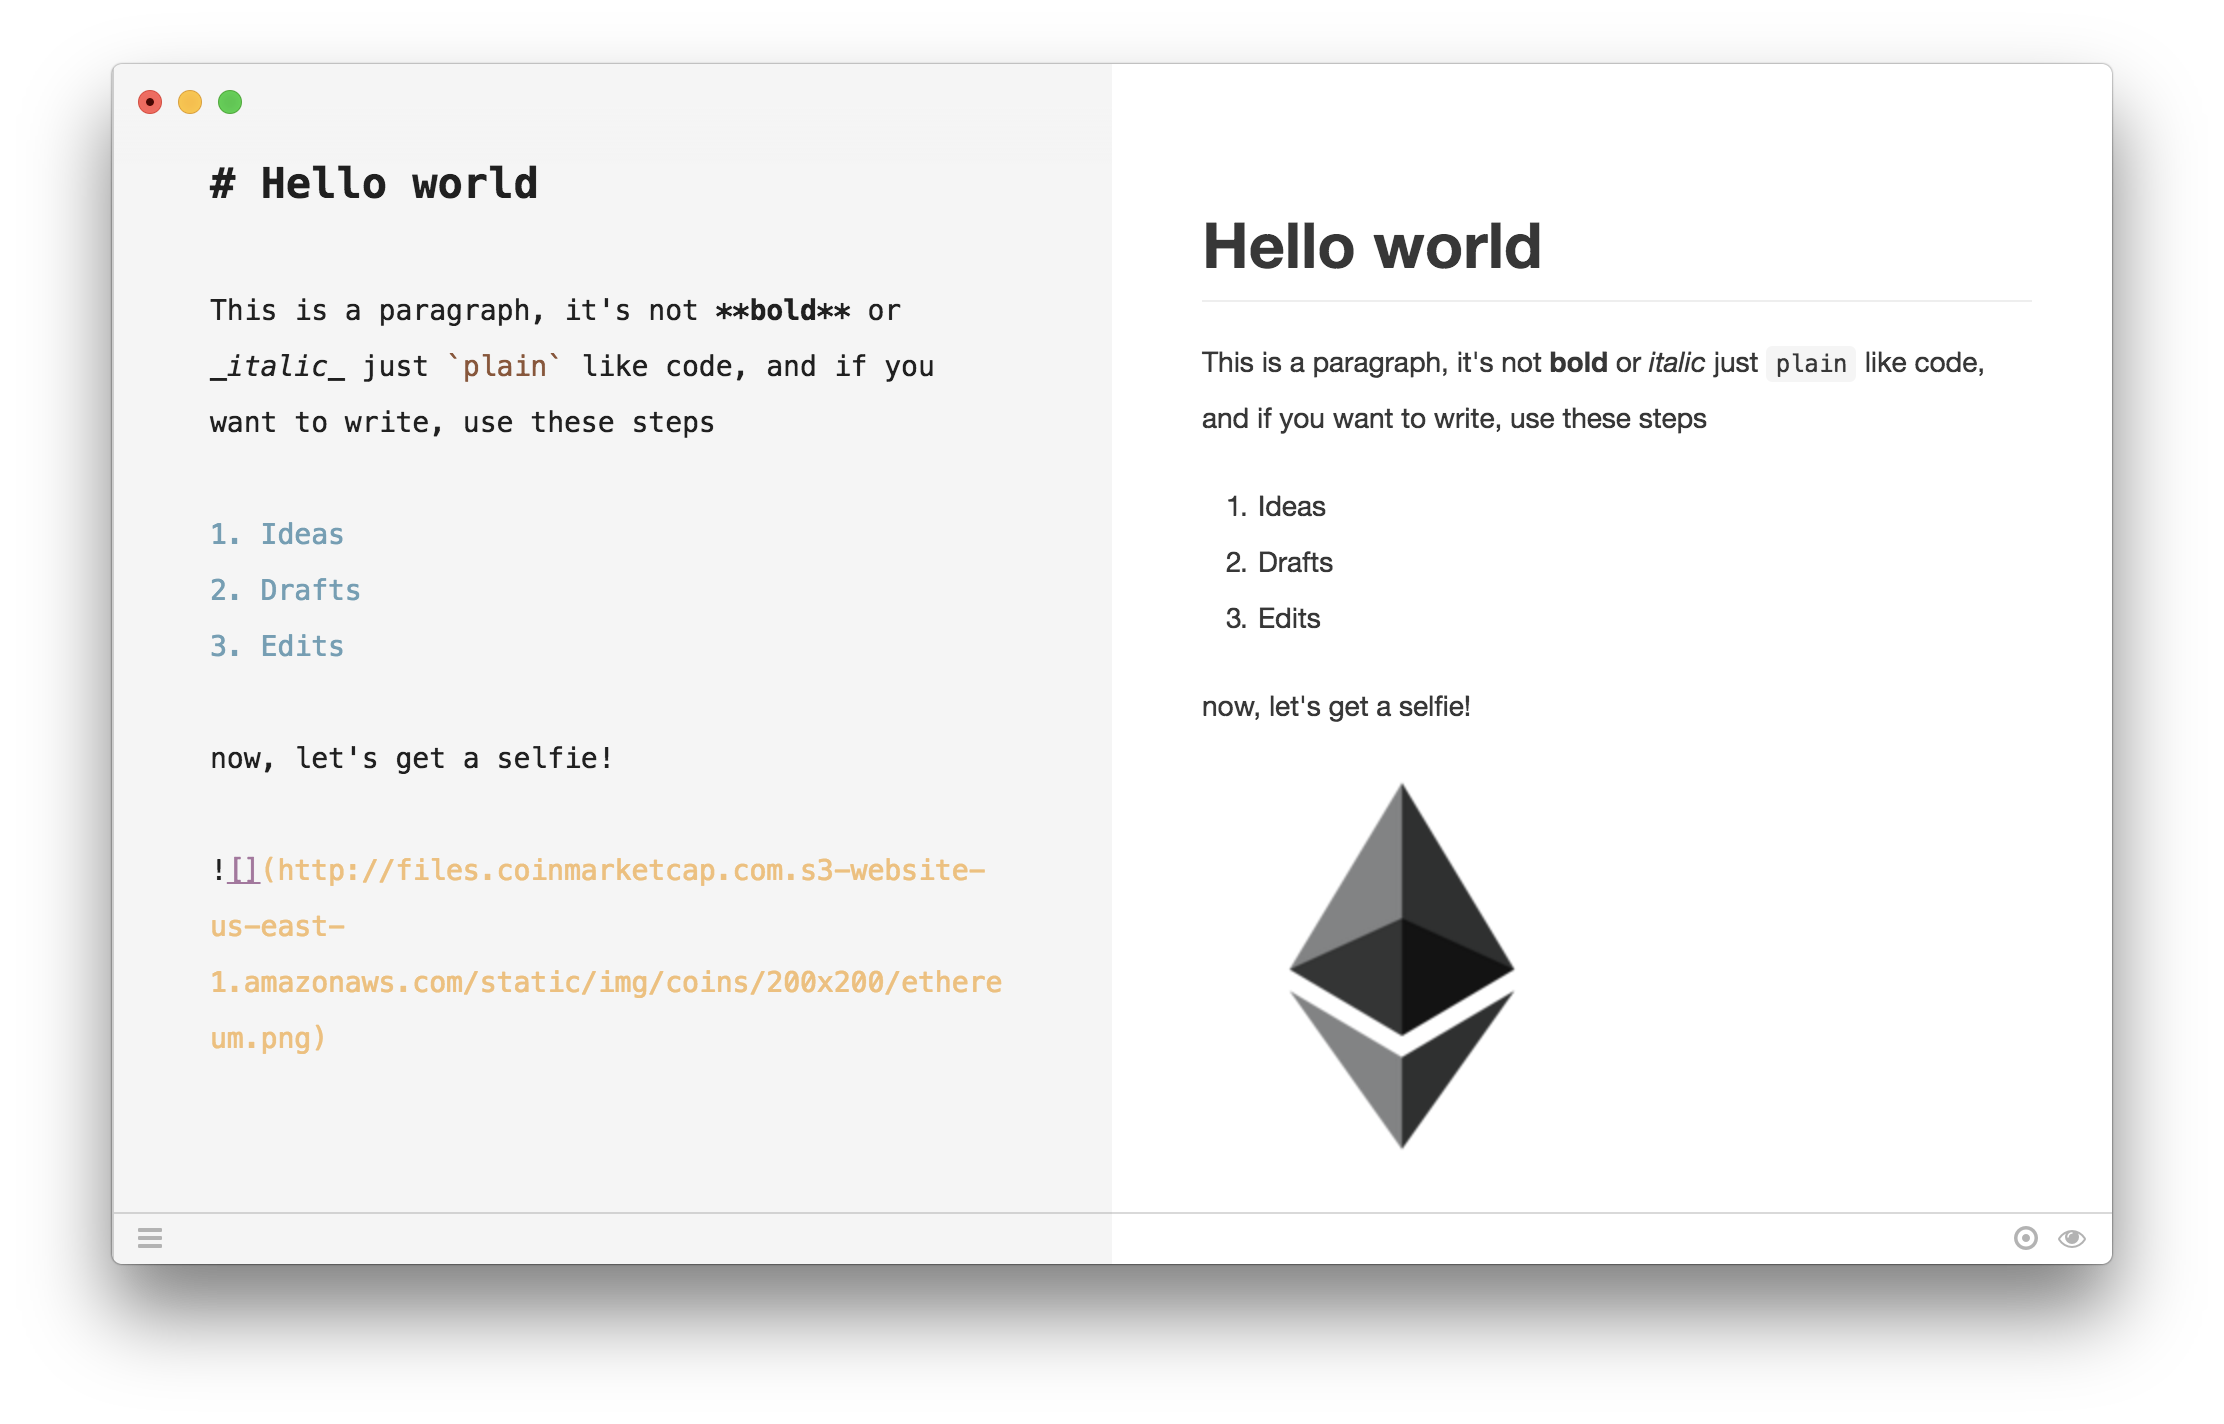 # Hello world
This is a paragraph, it's not **bold** or
_italic_ just `plain` like code, and if you
want to write, use these steps
1. Ideas
2. Drafts
3. Edits
now, let's get a selfie!
![](http://files.coinmarketcap.com.s3-website-
us-east-
1.amazonaws.com/static/img/coins/200x200/ethere
um.png)
Hello world
This is a paragraph, it's not bold or italic just plain like code,
and if you want to write, use these steps
1. Ideas
2. Drafts
3. Edits
now, let's get a selfie!